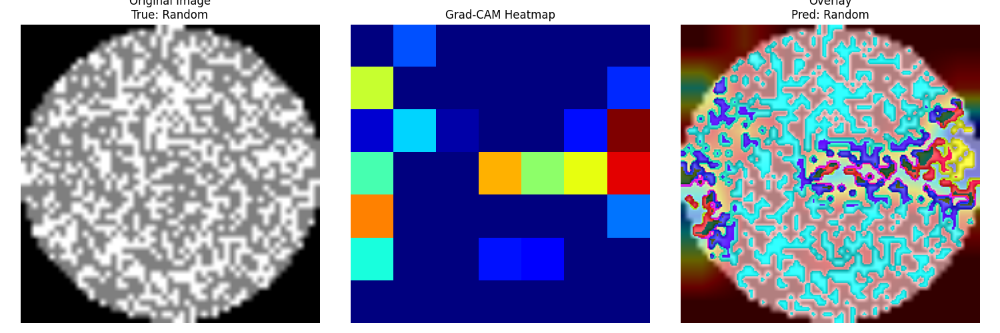 Original Image
True: Random
Grad-CAM Heatmap
Overlay
Pred: Random